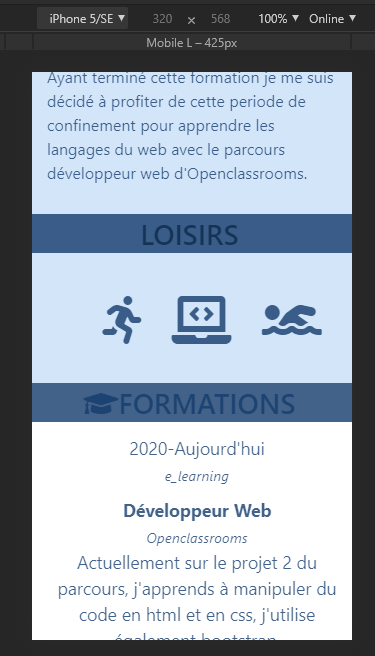 iPhone 5/SE ▼ 320 × 568 100% ▼ Online ▼
Mobile L – 425px
Ayant terminé cette formation je me suis
décidé à profiter de cette periode de
confinement pour apprendre les
langages du web avec le parcours
développeur web d'Openclassrooms.
LOISIRS
FORMATIONS
2020-Aujourd'hui
e_learning
Développeur Web
Openclassrooms
Actuellement sur le projet 2 du
parcours, j'apprends à manipuler du
code en html et en css, j'utilise
également bootstrap